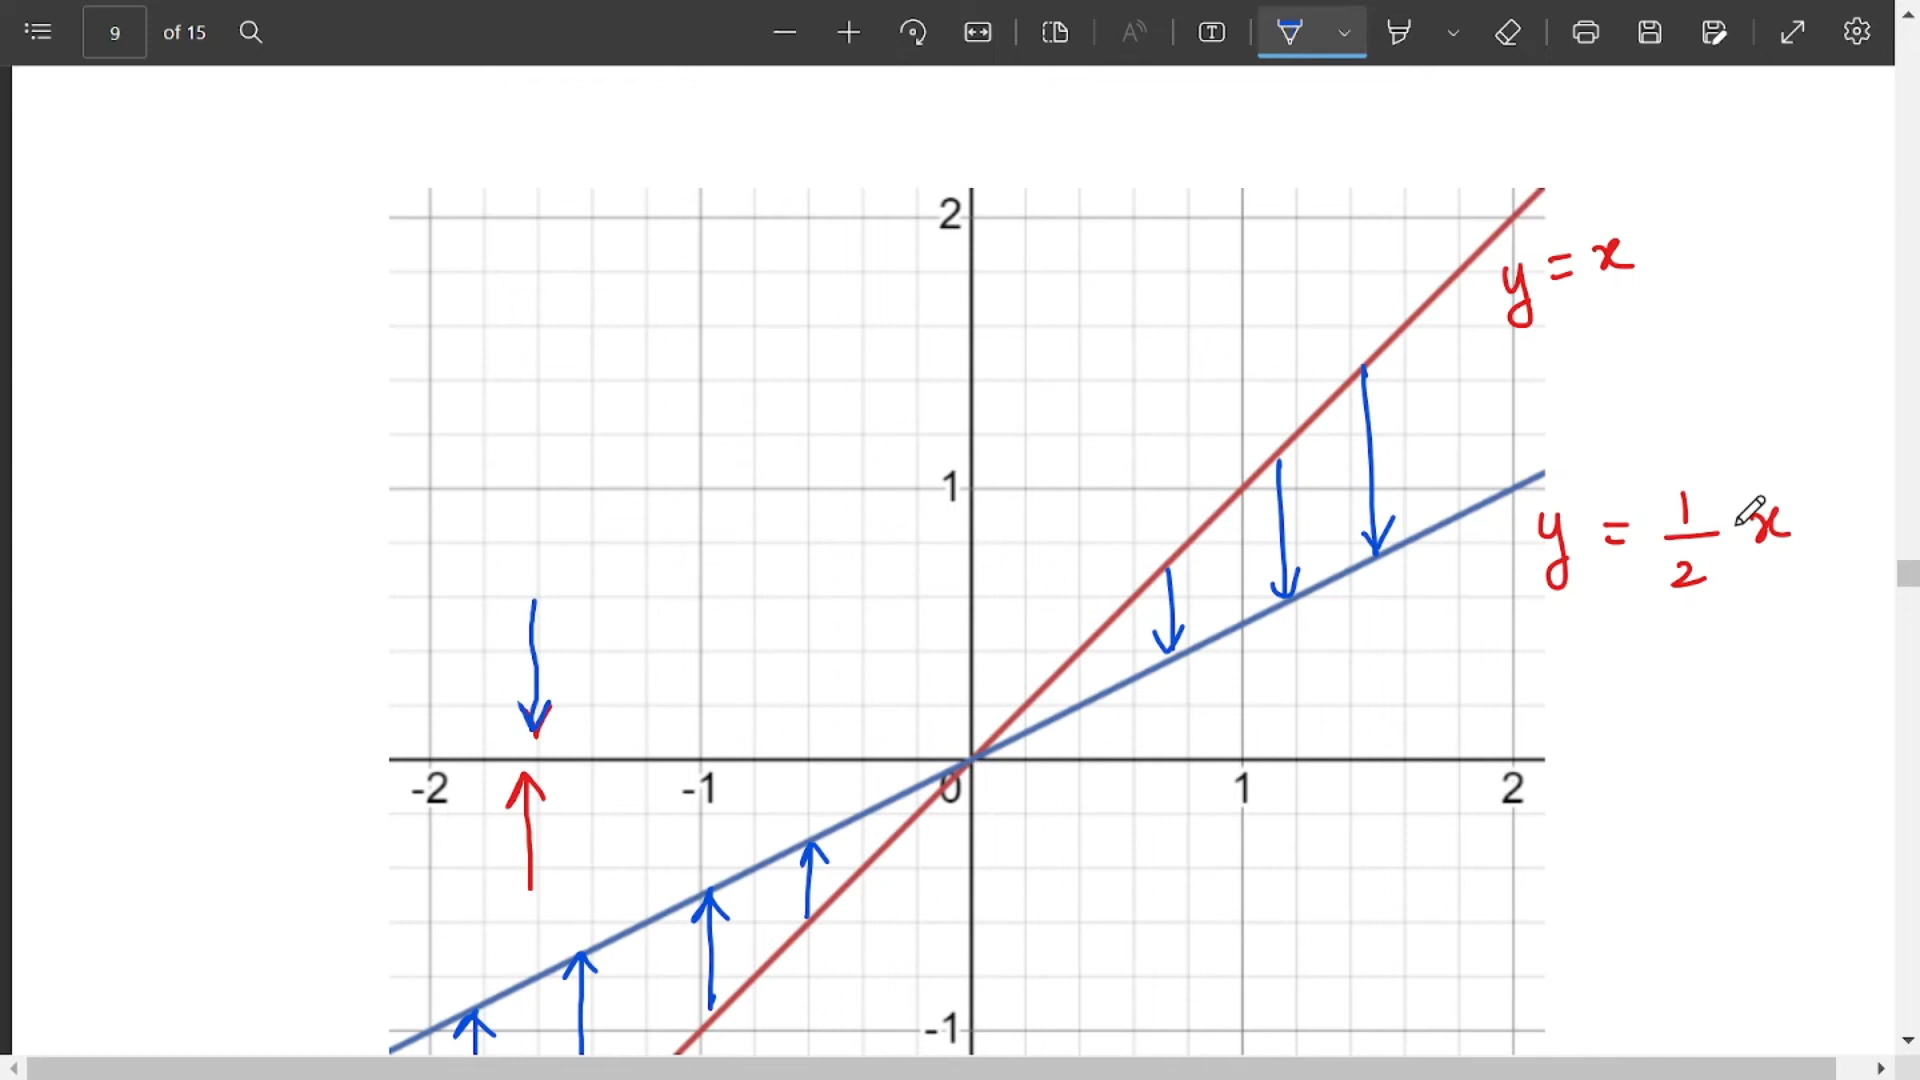 9 of 15
2
y = x
1
y = 1/2 x
-2 -1 0 1 2
-1